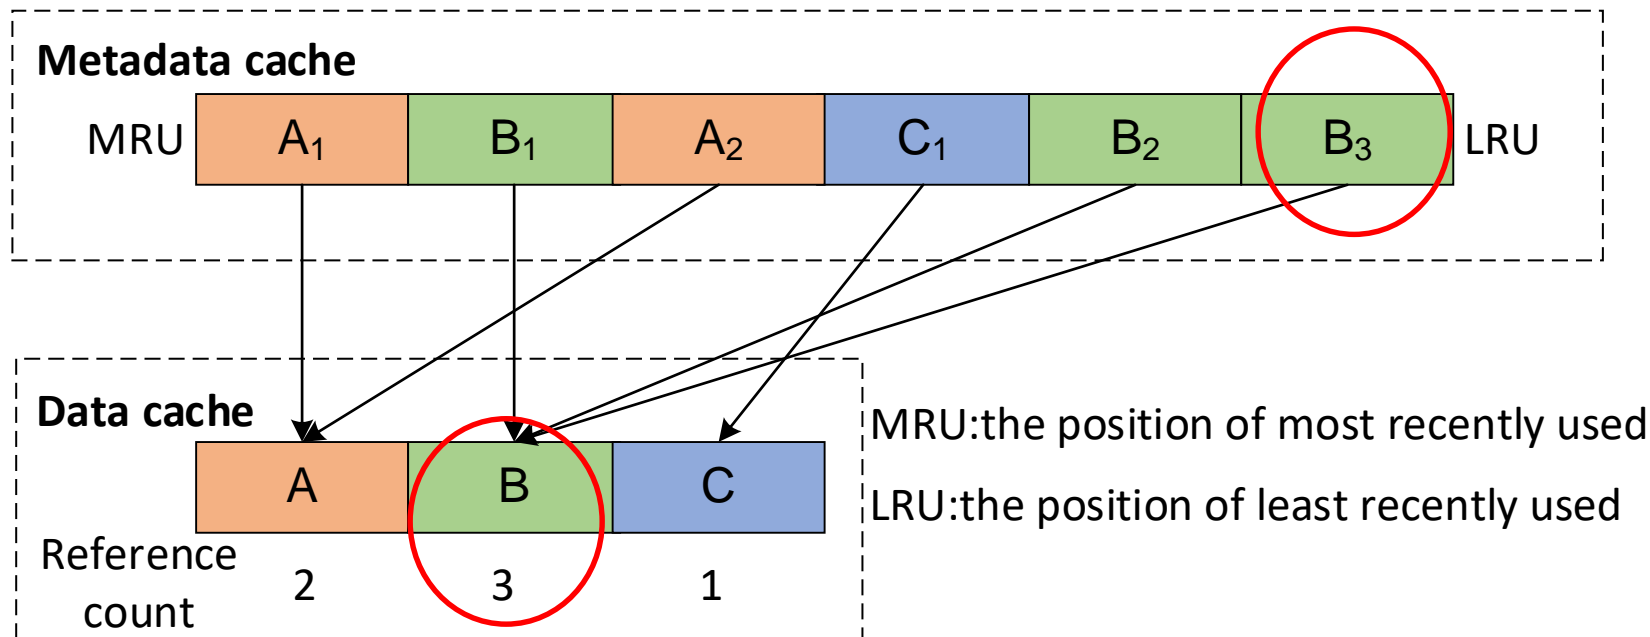 Metadata cache
MRU A₁ B₁ A₂ C₁ B₂ B₃ LRU
Data cache
MRU:the position of most recently used
A B C
LRU:the position of least recently used
Reference
count
2 3 1